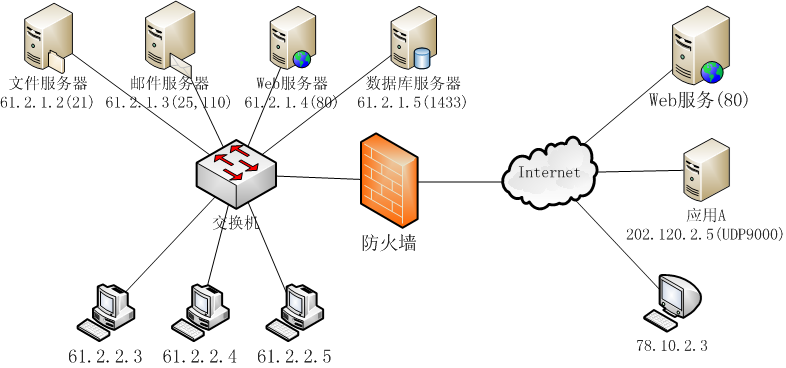 文件服务器
61.2.1.2(21)
邮件服务器
61.2.1.3(25,110)
Web服务器
61.2.1.4(80)
数据库服务器
61.2.1.5(1433)
Web服务(80)
Internet
交换机
防火墙
应用A
202.120.2.5(UDP9000)
61.2.2.3
61.2.2.4
61.2.2.5
78.10.2.3